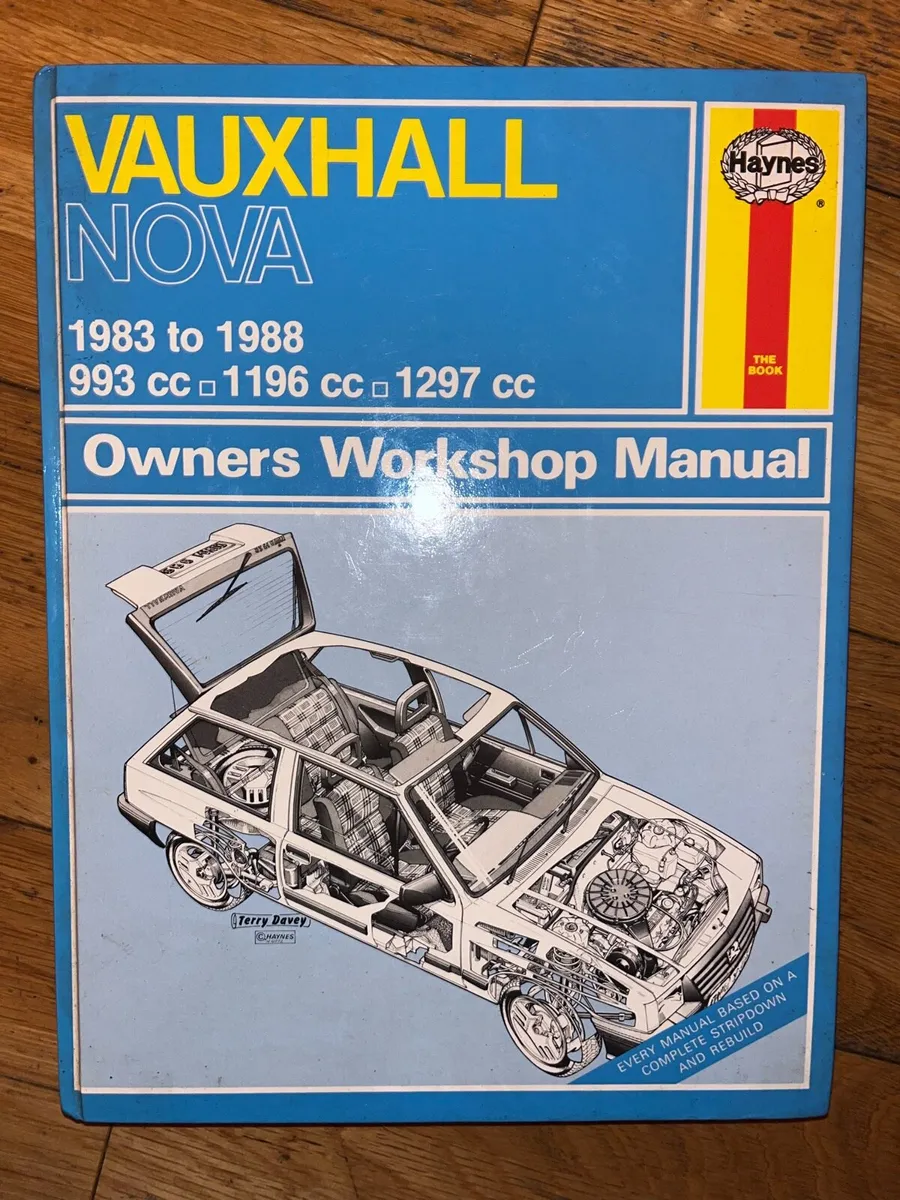 VAUXHALL
NOVA
1983 to 1988
993 cc □ 1196 cc □ 1297 cc
Haynes
®
THE
BOOK
Owners Workshop Manual
Terry Davey
© HAYNES
EVERY MANUAL BASED ON A
COMPLETE STRIPDOWN
AND REBUILD